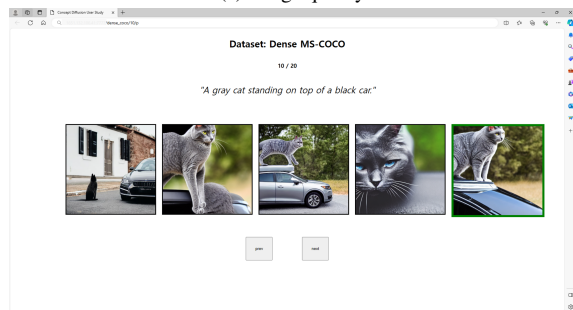 Concept Diffusion User Study
Dataset: Dense MS-COCO
10 / 20
"A gray cat standing on top of a black car."
prev
next